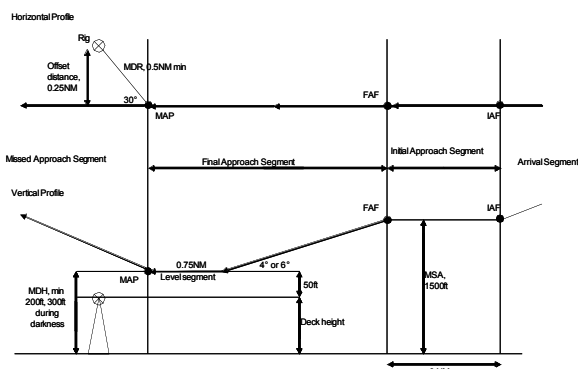 Horizontal Profile
Rig
Offset
distance,
0.25NM
MDR, 0.5NM min
30°
MAP
FAF
IAF
Missed Approach Segment
Final Approach Segment
Initial Approach Segment
Arrival Segment
Vertical Profile
FAF
IAF
0.75NM
Level segment
4° or 6°
MAP
50ft
MSA,
1500ft
MDH, min
200ft, 300ft
during
darkness
Deck height